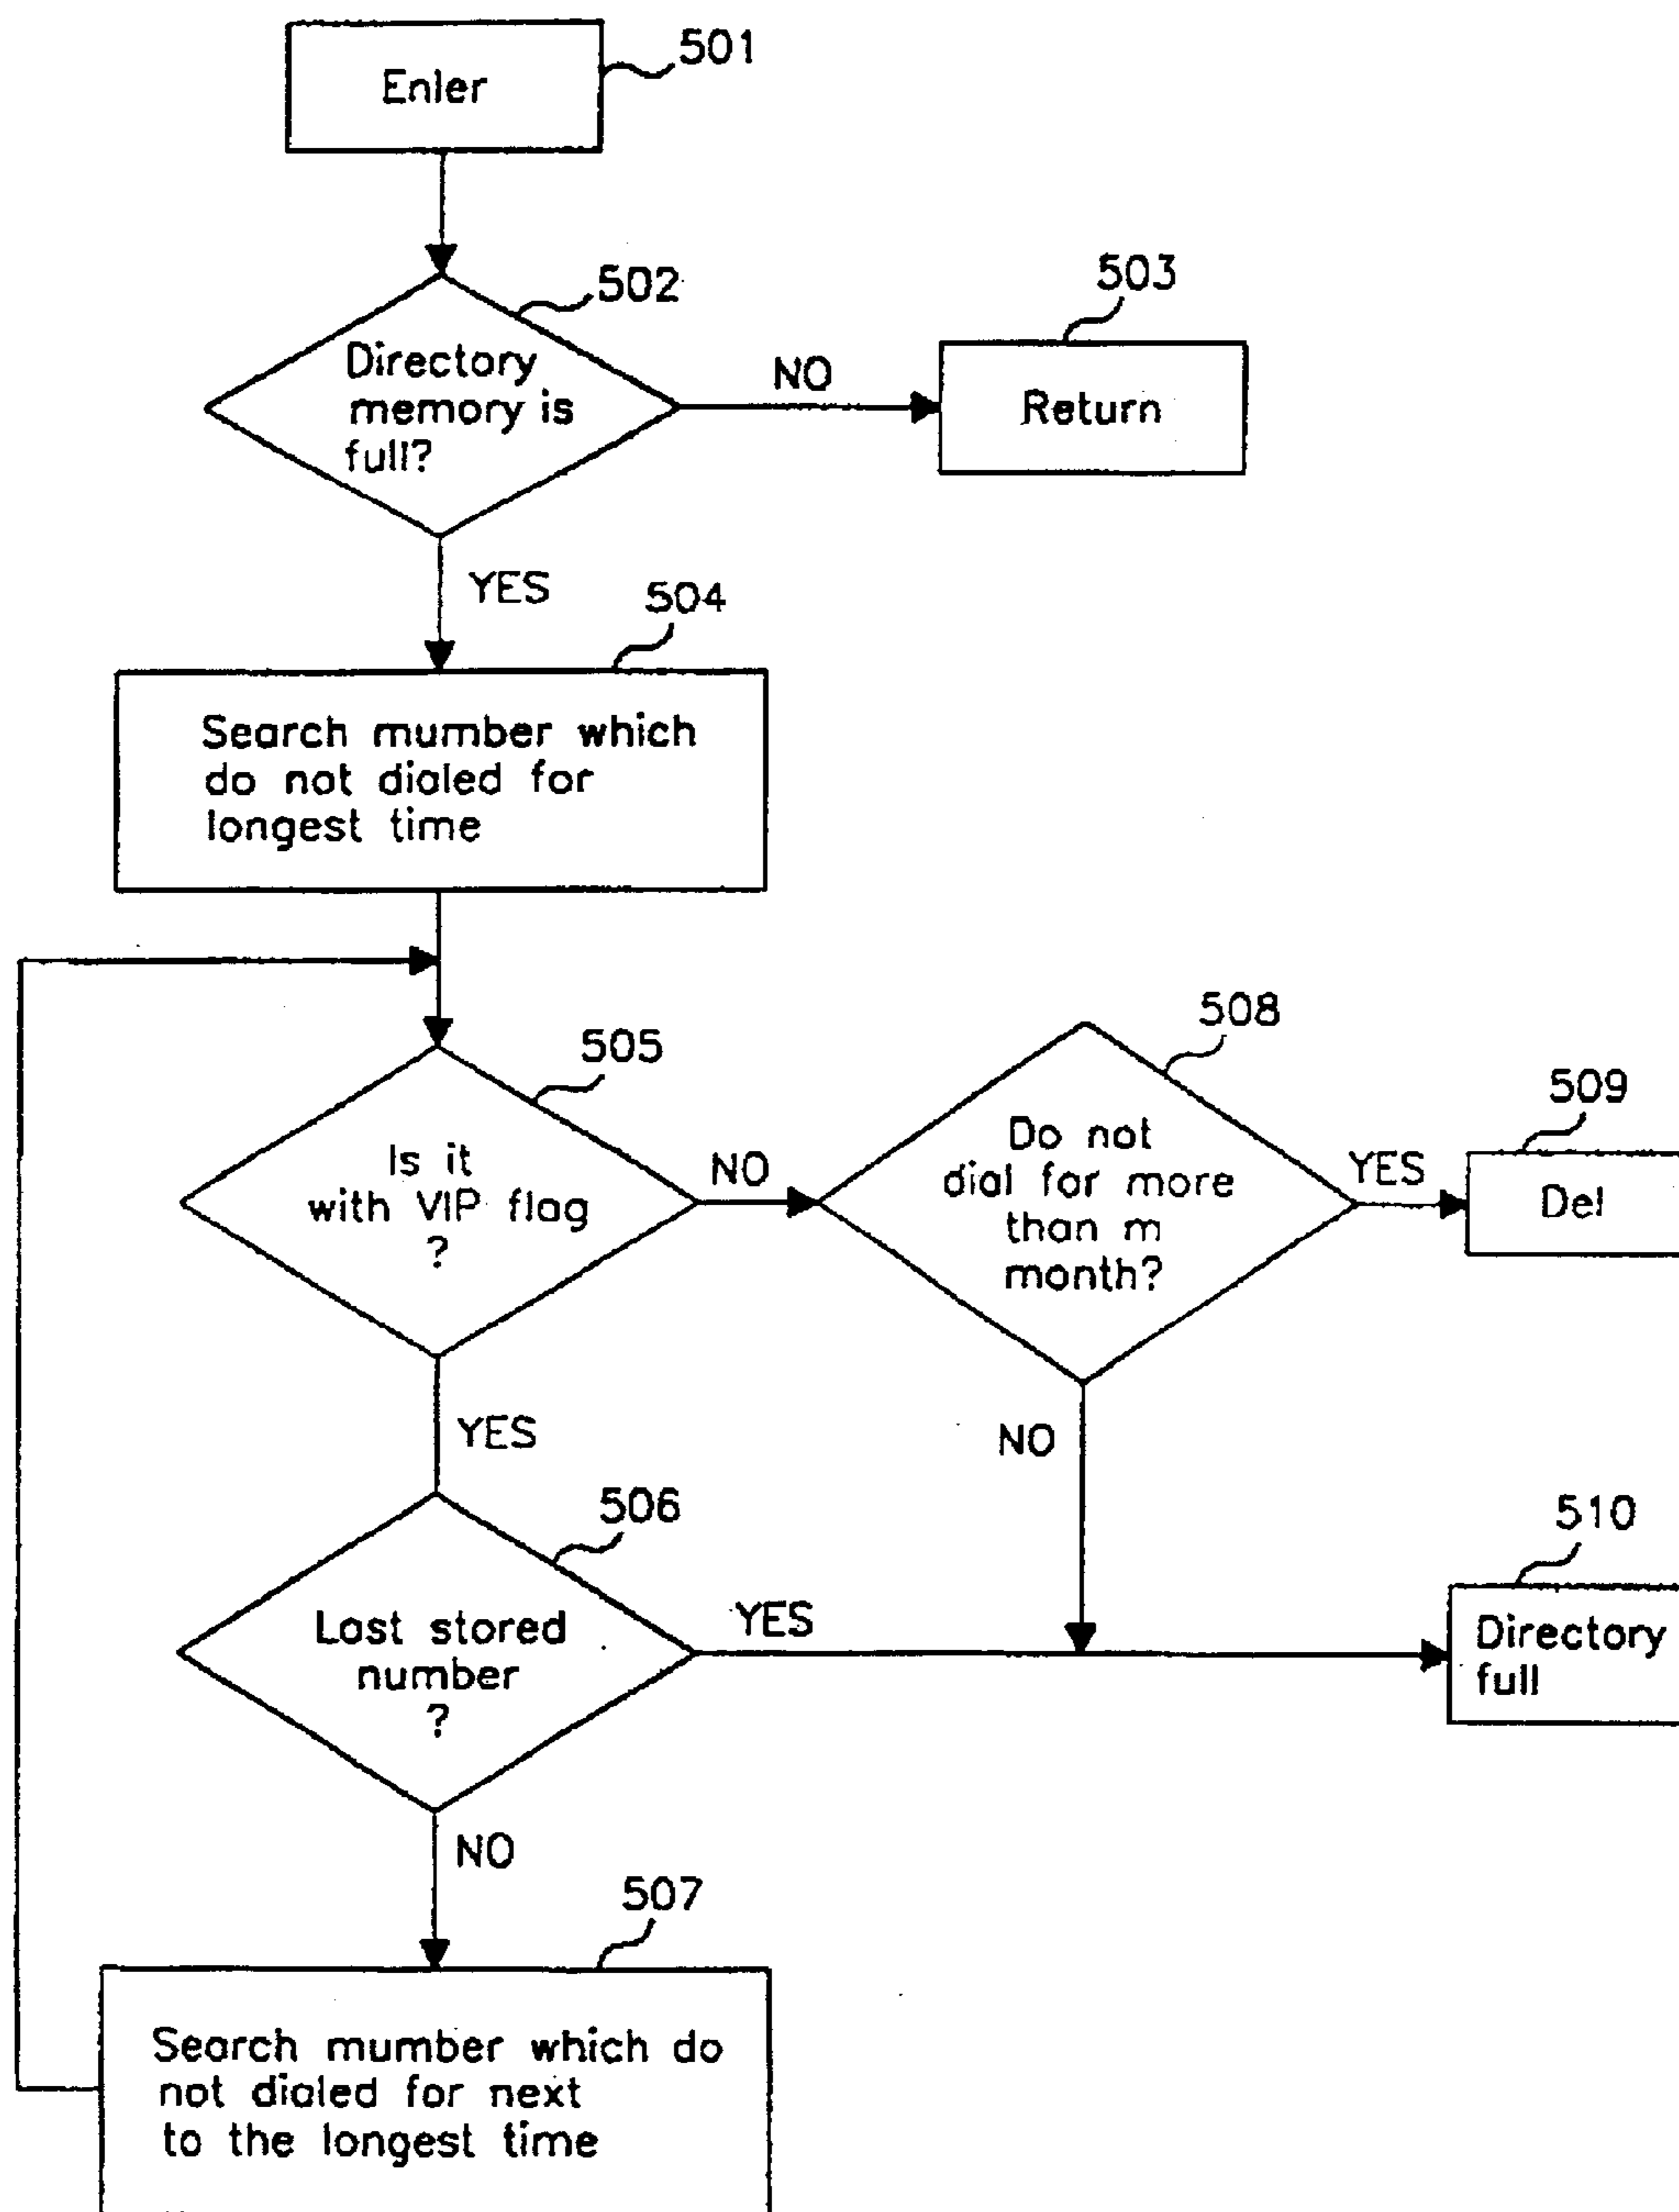 501
Enler
502
Directory
memory is
full?
NO
503
Return
YES
504
Search mumber which
do not dialed for
longest time
505
Is it
with VIP flag
?
NO
508
Do not
dial for more
than m
month?
YES
509
Del
YES
NO
506
Last stored
number
?
YES
510
Directory
full
NO
507
Search mumber which do
not dialed for next
to the longest time